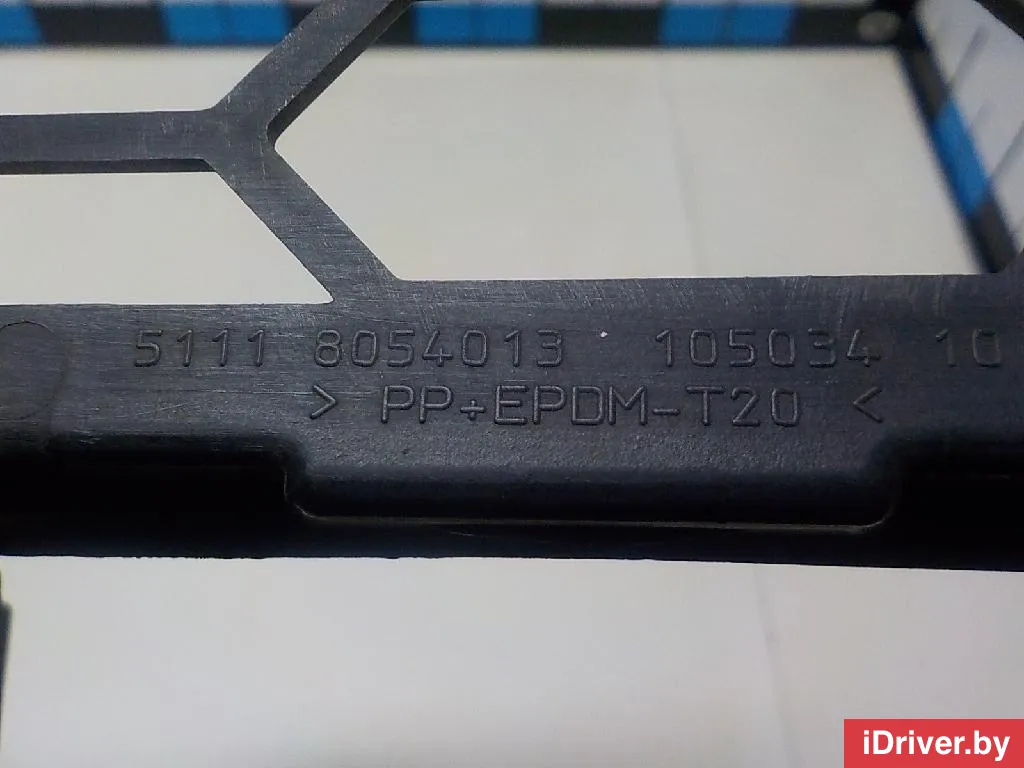 5111 8054013 105034 10
> PP+EPDM-T20 <
iDriver.by